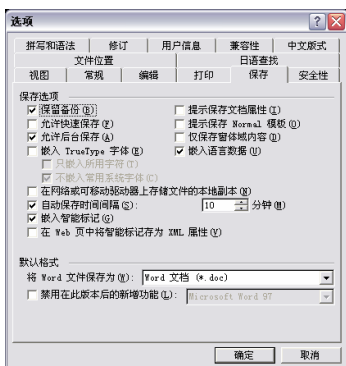 选项
拼写和语法 修订 用户信息 兼容性 中文版式
文件位置 日语查找
视图 常规 编辑 打印 保存 安全性
保存选项
保留备份(B) 提示保存文档属性(I)
允许快速保存(F) 提示保存 Normal 模板(O)
允许后台保存(A) 仅保存窗体域内容(D)
嵌入 TrueType 字体(E) 嵌入语言数据(U)
只嵌入所用字符(T)
不嵌入常用系统字体(C)
在网络或可移动驱动器上存储文件的本地副本(N)
自动保存时间间隔(S): 10 分钟(M)
嵌入智能标记(G)
在 Web 页中将智能标记存为 XML 属性(Y)
默认格式
将 Word 文件保存为(W): Word 文档 (*.doc)
禁用在此版本后的新增功能(L): Microsoft Word 97
确定 取消